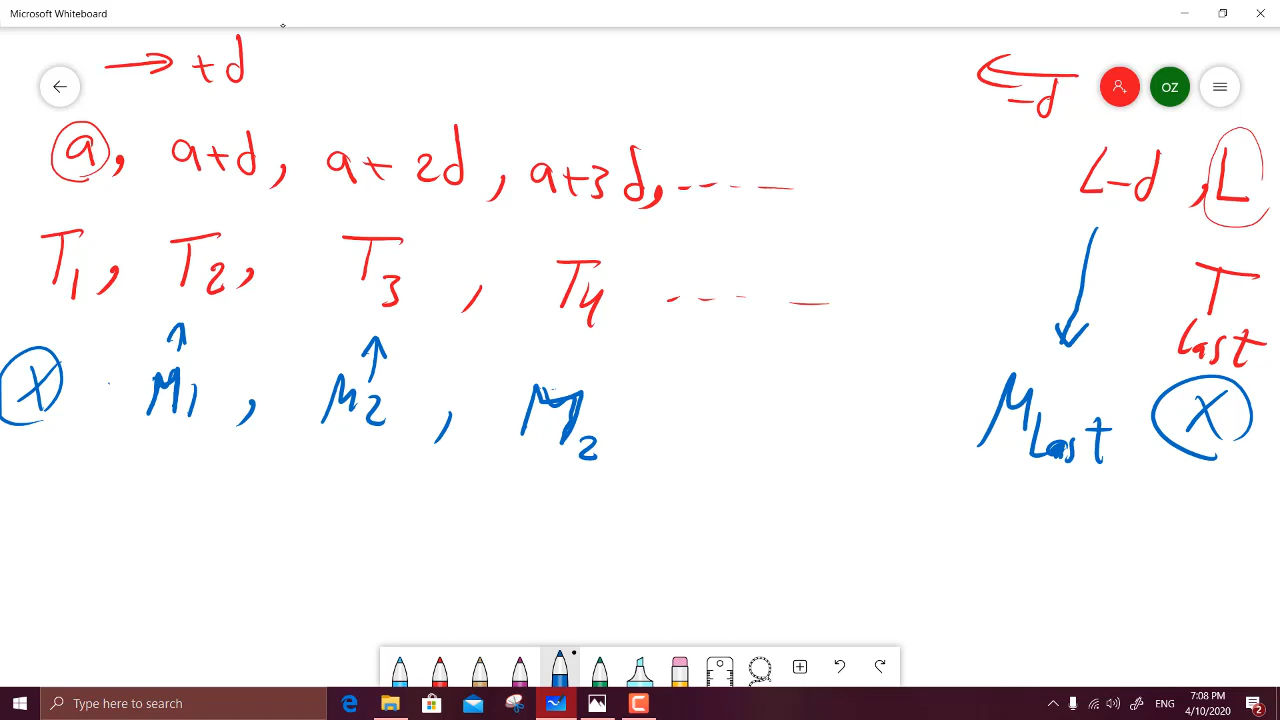 Microsoft Whiteboard
→ +d
← -d
OZ
a, a+d, a+2d, a+3d, ..... L-d, L
T1, T2, T3, T4 ..... T Last
X M1, M2, M2 M Last X
Type here to search
ENG
7:08 PM
4/10/2020
2